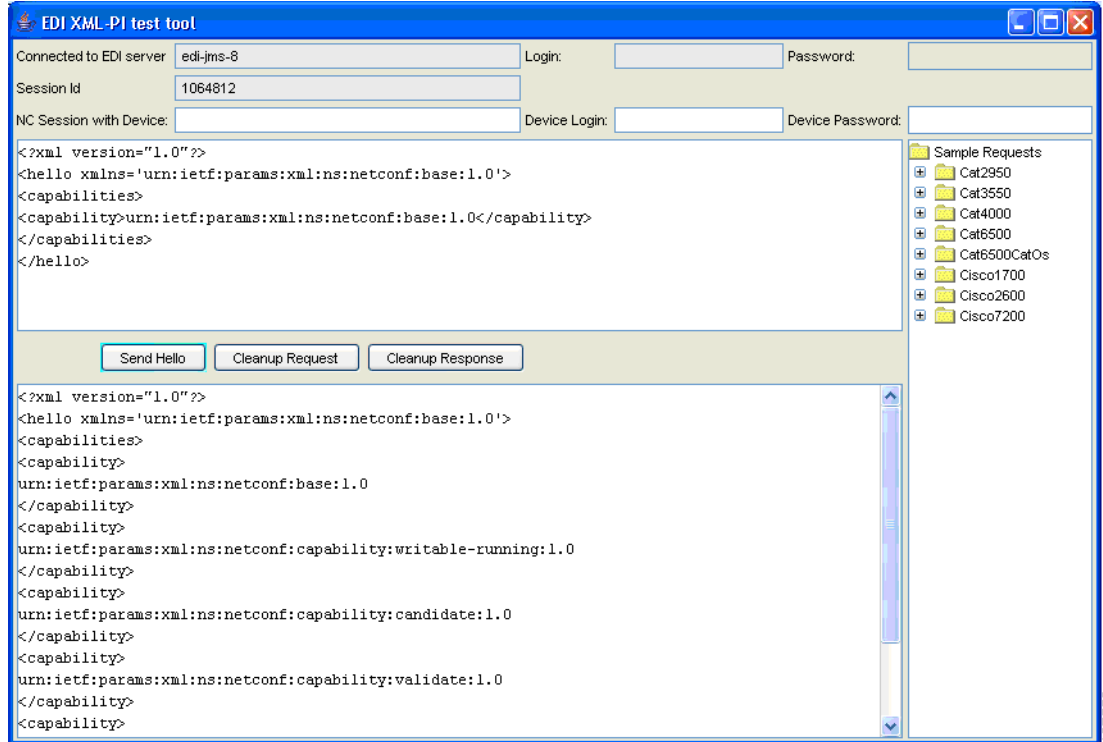 EDI XML-PI test tool
Connected to EDI server edi-jms-8 Login: Password:
Session Id 1064812
NC Session with Device: Device Login: Device Password:
<?xml version="1.0"?>
<hello xmlns='urn:ietf:params:xml:ns:netconf:base:1.0'>
<capabilities>
<capability>urn:ietf:params:xml:ns:netconf:base:1.0</capability>
</capabilities>
</hello>
Sample Requests
Cat2950
Cat3550
Cat4000
Cat6500
Cat6500CatOs
Cisco1700
Cisco2600
Cisco7200
Send Hello Cleanup Request Cleanup Response
<?xml version="1.0"?>
<hello xmlns='urn:ietf:params:xml:ns:netconf:base:1.0'>
<capabilities>
<capability>
urn:ietf:params:xml:ns:netconf:base:1.0
</capability>
<capability>
urn:ietf:params:xml:ns:netconf:capability:writable-running:1.0
</capability>
<capability>
urn:ietf:params:xml:ns:netconf:capability:candidate:1.0
</capability>
<capability>
urn:ietf:params:xml:ns:netconf:capability:validate:1.0
</capability>
<capability>